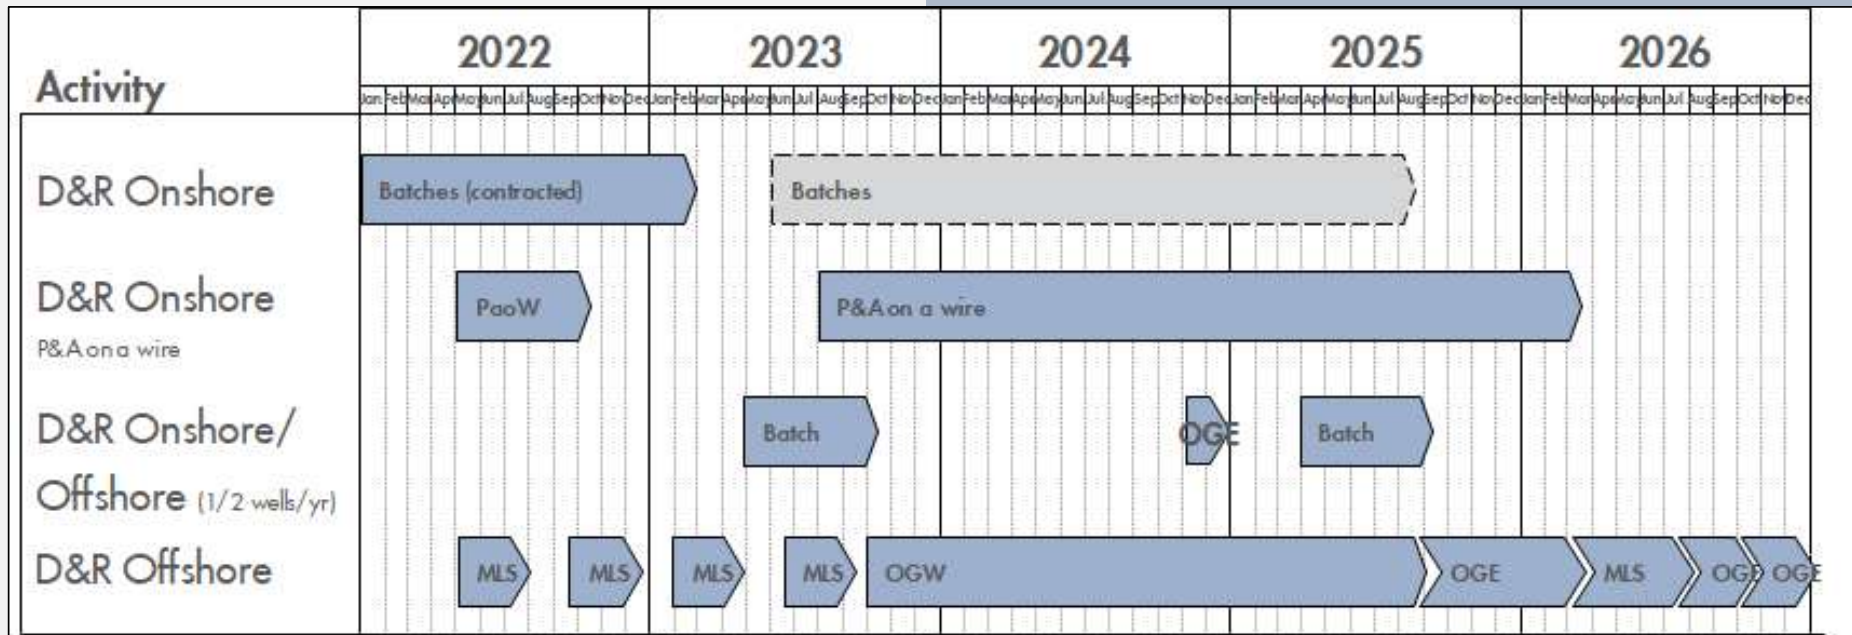 2022 2023 2024 2025 2026
Activity
Jan Feb Mar Apr May Jun Jul Aug Sep Oct Nov Dec Jan Feb Mar Apr May Jun Jul Aug Sep Oct Nov Dec Jan Feb Mar Apr May Jun Jul Aug Sep Oct Nov Dec Jan Feb Mar Apr May Jun Jul Aug Sep Oct Nov Dec Jan Feb Mar Apr May Jun Jul Aug Sep Oct Nov Dec
D&R Onshore Batches (contracted) Batches
D&R Onshore PaoW P&A on a wire
P&A on a wire
D&R Onshore/ Batch OGE Batch
Offshore (1/2 wells/yr)
D&R Offshore MLS MLS MLS MLS OGW OGE MLS OGE OGE